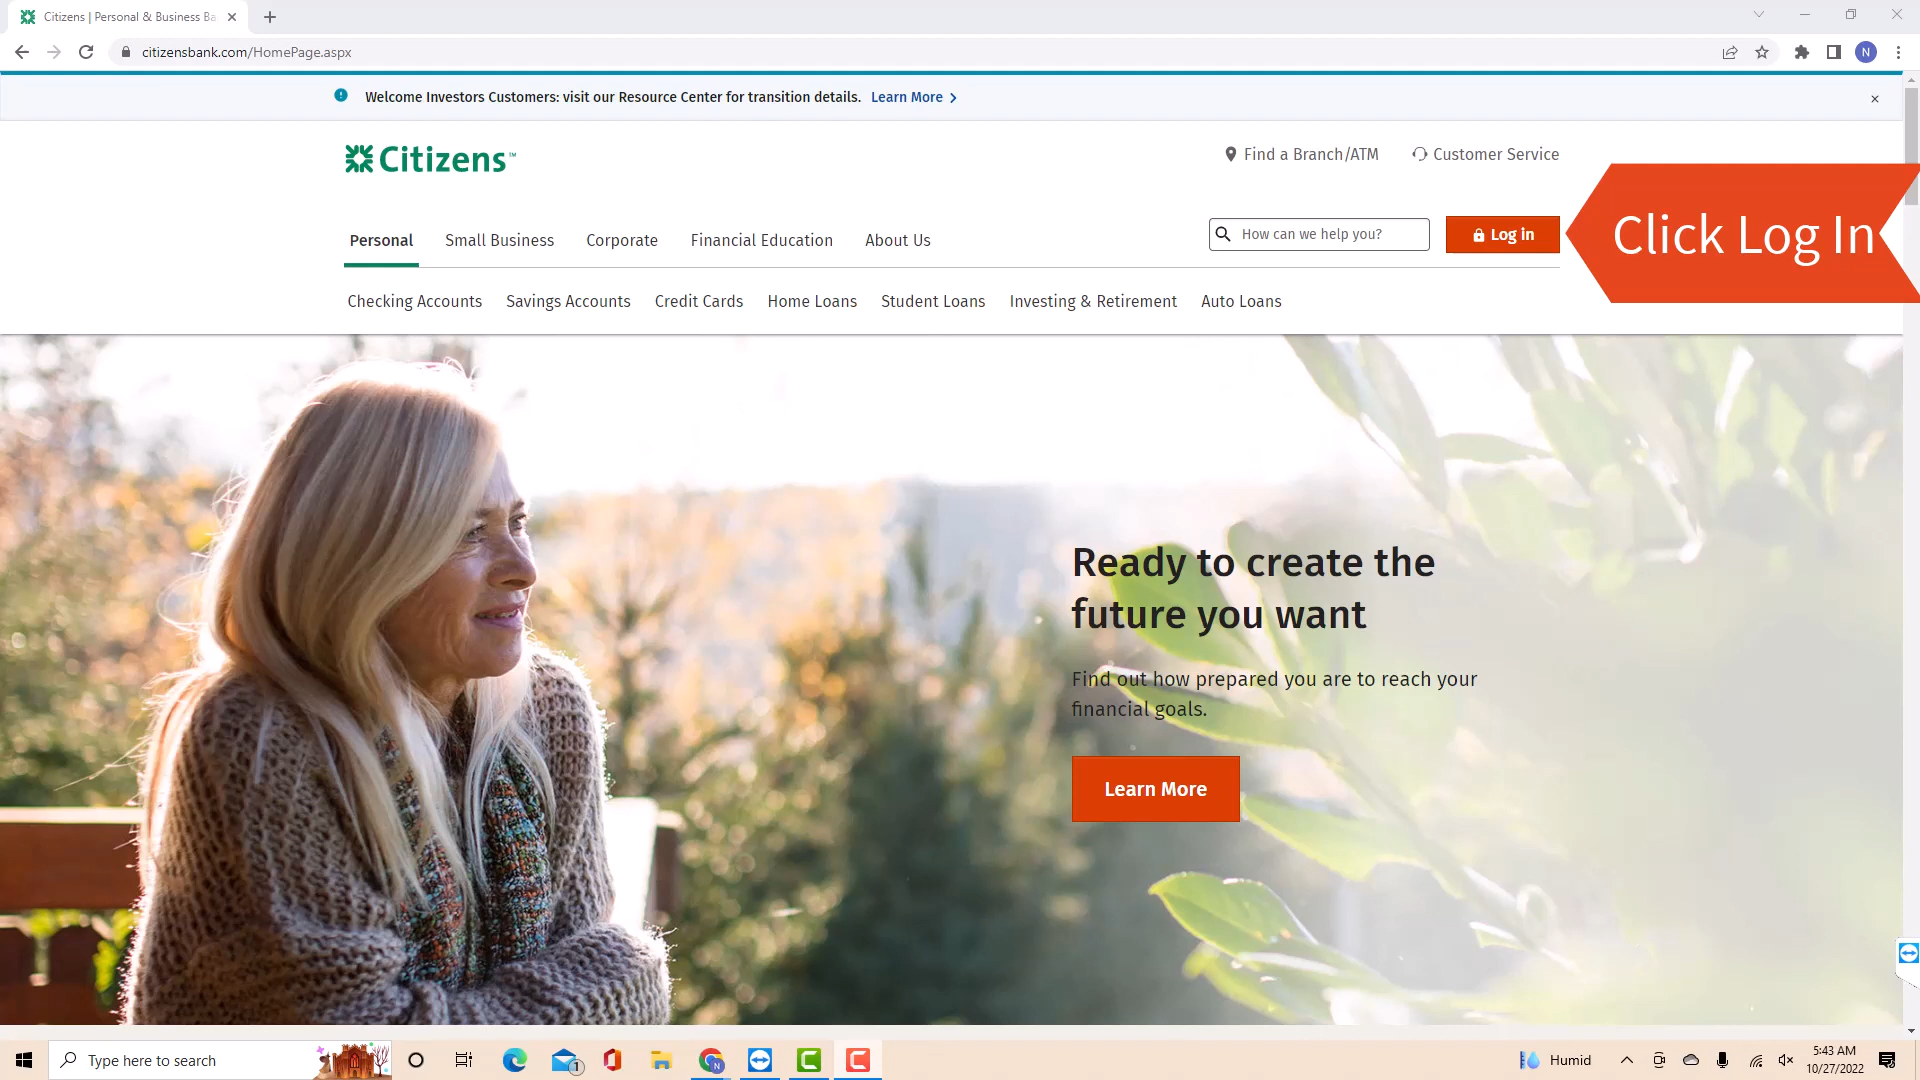 Citizens | Personal & Business Ba
citizensbank.com/HomePage.aspx
N
Welcome Investors Customers: visit our Resource Center for transition details. Learn More
Citizens™
Find a Branch/ATM
Customer Service
Personal
Small Business
Corporate
Financial Education
About Us
How can we help you?
Log in
Click Log In
Checking Accounts
Savings Accounts
Credit Cards
Home Loans
Student Loans
Investing & Retirement
Auto Loans
Ready to create the
future you want
Find out how prepared you are to reach your
financial goals.
Learn More
Type here to search
1
N
Humid
5:43 AM
10/27/2022